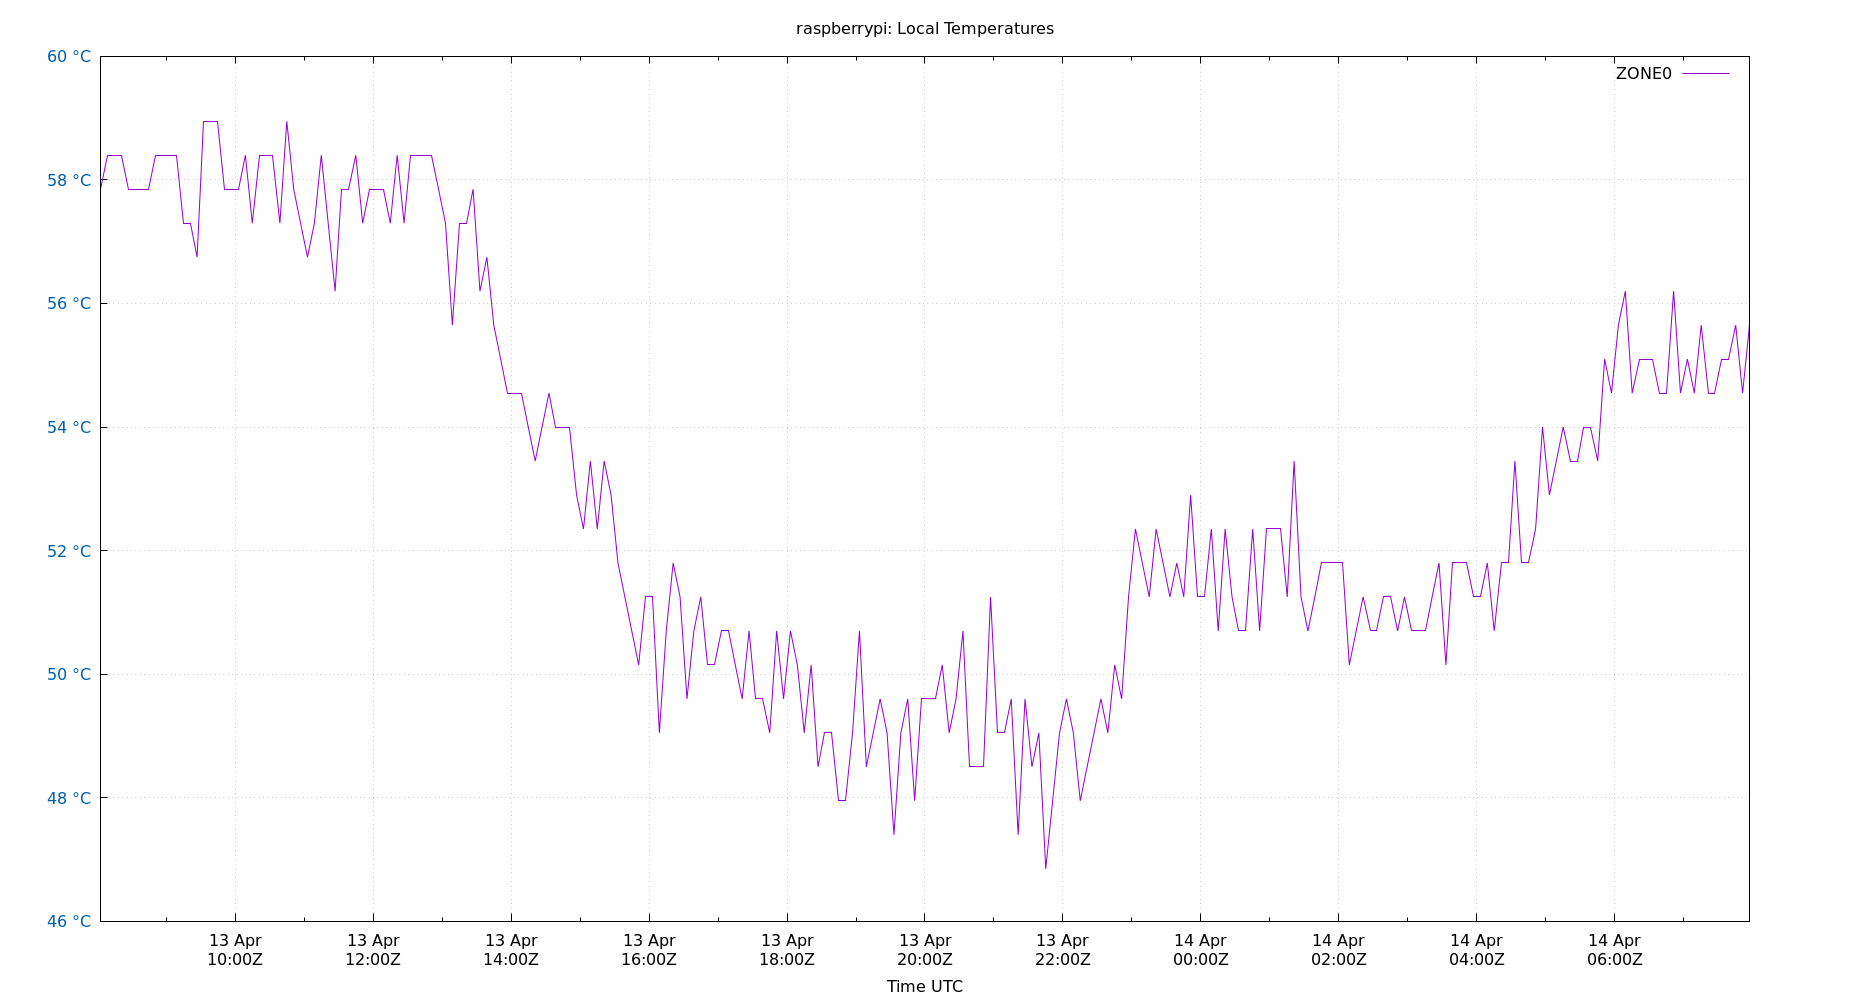 raspberrypi: Local Temperatures
60 °C
ZONE0
58 °C
56 °C
54 °C
52 °C
50 °C
48 °C
46 °C
13 Apr 13 Apr 13 Apr 13 Apr 13 Apr 13 Apr 13 Apr 14 Apr 14 Apr 14 Apr 14 Apr
10:00Z 12:00Z 14:00Z 16:00Z 18:00Z 20:00Z 22:00Z 00:00Z 02:00Z 04:00Z 06:00Z
Time UTC